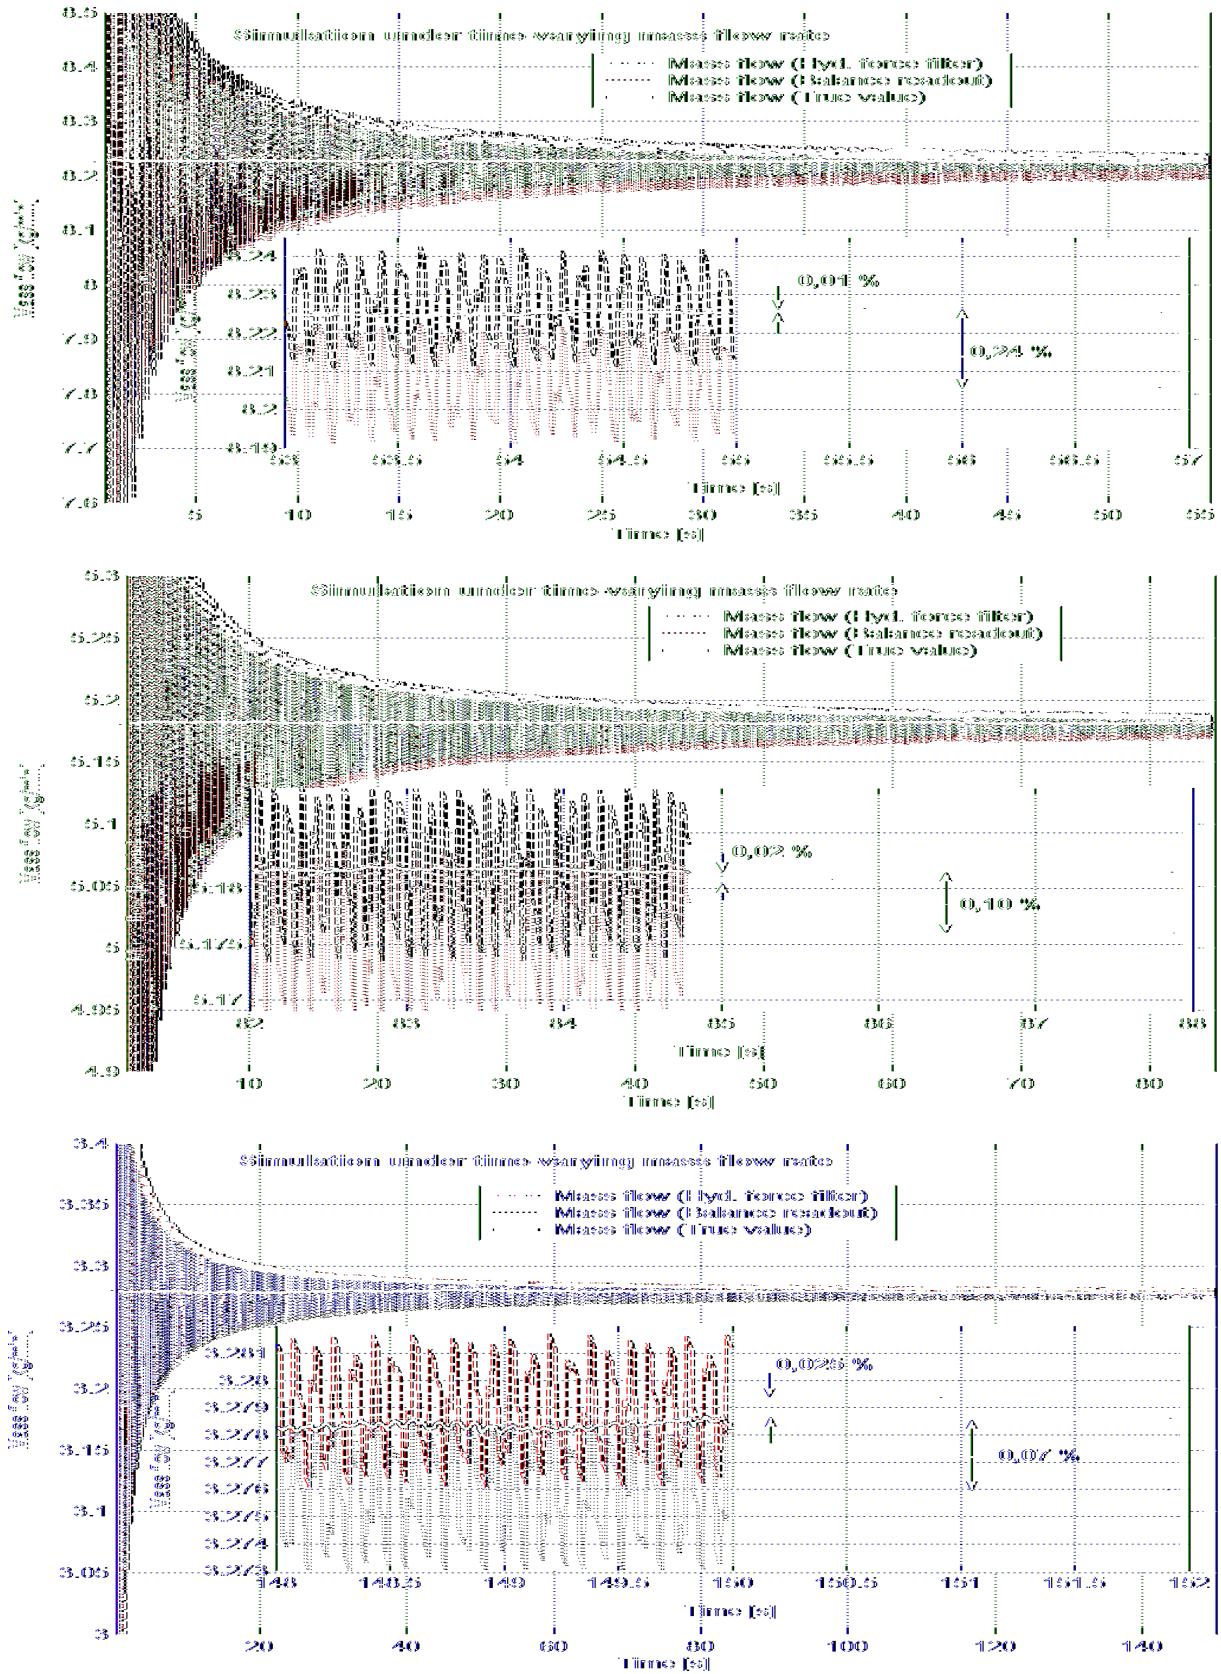 8.5
Simulation under time-varying mass flow rate
8.4
Mass flow (Hyd. force filter)
Mass flow (Balance readout)
Mass flow (True value)
8.3
8.2
8.1
8
7.9
7.8
7.7
7.6
8.24
8.23
8.22
8.21
8.2
8.19
0,01 %
0,24 %
53 53.5 54 54.5 55 55.5 56 56.5 57
Time [s]
5 10 15 20 25 30 35 40 45 50 55
Time [s]
5.3
Simulation under time-varying mass flow rate
Mass flow (Hyd. force filter)
Mass flow (Balance readout)
Mass flow (True value)
5.25
5.2
5.15
5.1
5.05
5
4.95
4.9
5.18
5.175
5.17
0,02 %
0,10 %
82 83 84 85 86 87 88
Time [s]
10 20 30 40 50 60 70 80
Time [s]
3.4
Simulation under time-varying mass flow rate
Mass flow (Hyd. force filter)
Mass flow (Balance readout)
Mass flow (True value)
3.35
3.3
3.25
3.2
3.15
3.1
3.05
3
3.281
3.28
3.279
3.278
3.277
3.276
3.275
3.274
3.273
0,025 %
0,07 %
148 148.5 149 149.5 150 150.5 151 151.5 152
Time [s]
20 40 60 80 100 120 140
Time [s]